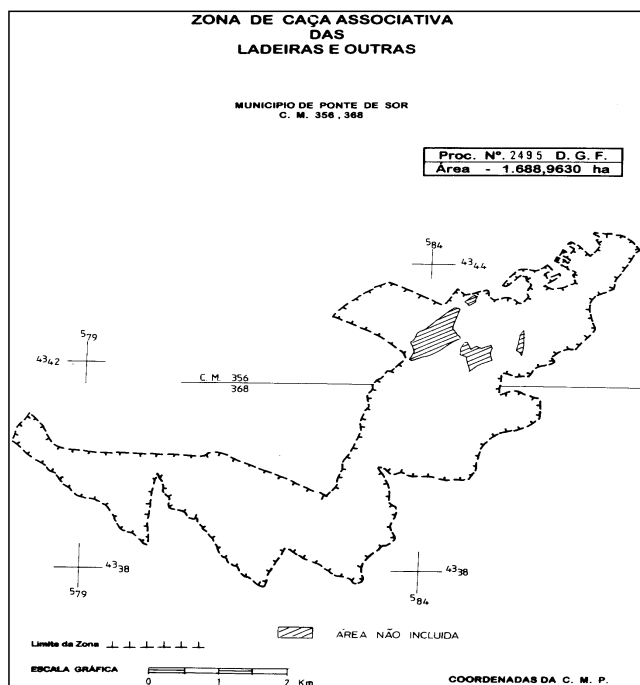 ZONA DE CAÇA ASSOCIATIVA
DAS
LADEIRAS E OUTRAS
MUNICIPIO DE PONTE DE SOR
C. M. 356 , 368
Proc. Nº. 2495 D. G. F.
Área - 1.688,9630 ha
584
4344
579
4342
C. M. 356
368
4338
579
4338
584
ÁREA NÃO INCLUIDA
Limite da Zona
ESCALA GRÁFICA
0 1 2 Km
COORDENADAS DA C. M. P.